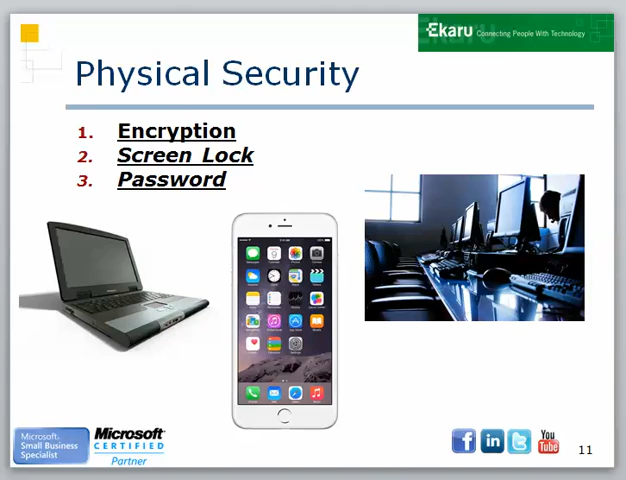 Ekaru Connecting People With Technology
Physical Security
1. Encryption
2. Screen Lock
3. Password
Microsoft
Small Business
Specialist
Microsoft
CERTIFIED
Partner
f
in
t
You
Tube
11